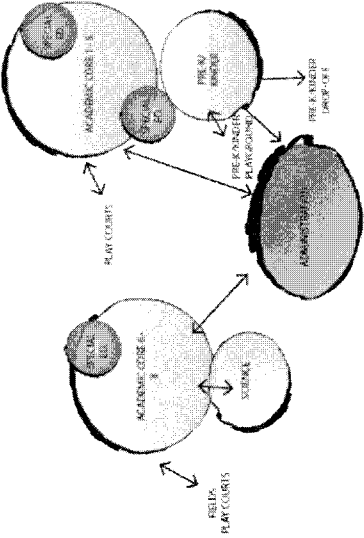 SPECIAL
ED.
ACADEMIC CORE 1-5
SPECIAL
ED.
PRE-K/
KINDER
PRE-K/KINDER
PLAYGROUND
PRE-K/KINDER
DROP-OFF
PLAY COURTS
ADMINISTRATION
SPECIAL
ED.
ACADEMIC CORE 6-
8
SCIENCE
FIELDS
PLAY COURTS